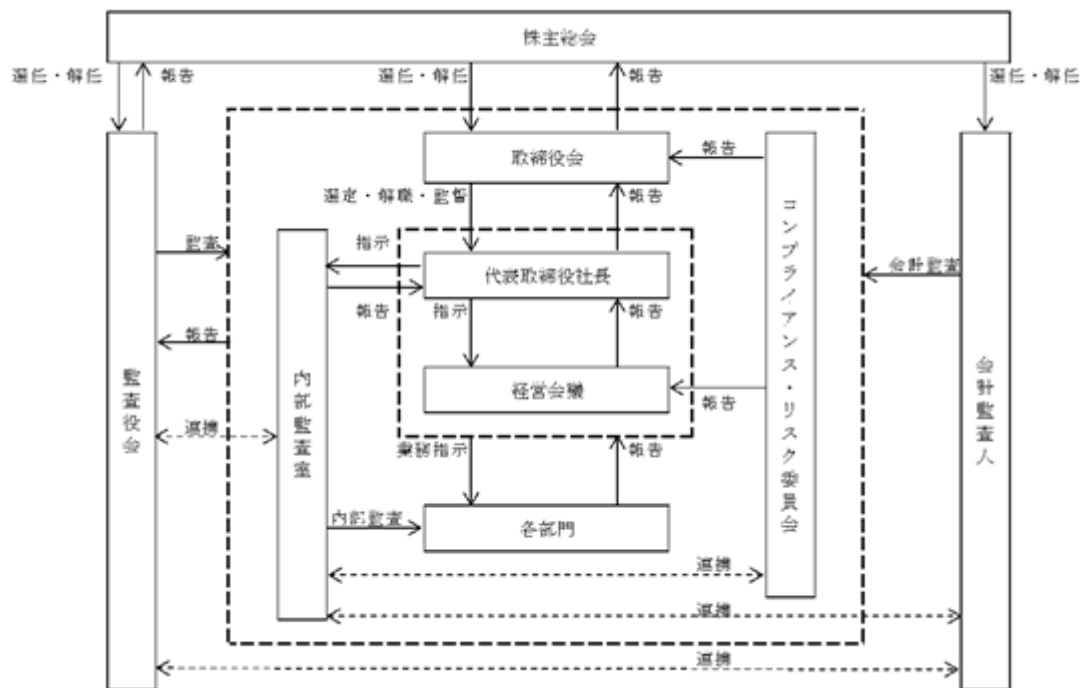 株主総会
選任・解任
報告
選任・解任
報告
選任・解任
取締役会
報告
選定・解職・監督
報告
監査
指示
代表取締役社長
会計監査
報告
指示
報告
報告
経営会議
報告
監査役会
内部監査室
コンプライアンス・リスク委員会
会計監査人
連携
業務指示
報告
内部監査
各部門
連携
連携
連携